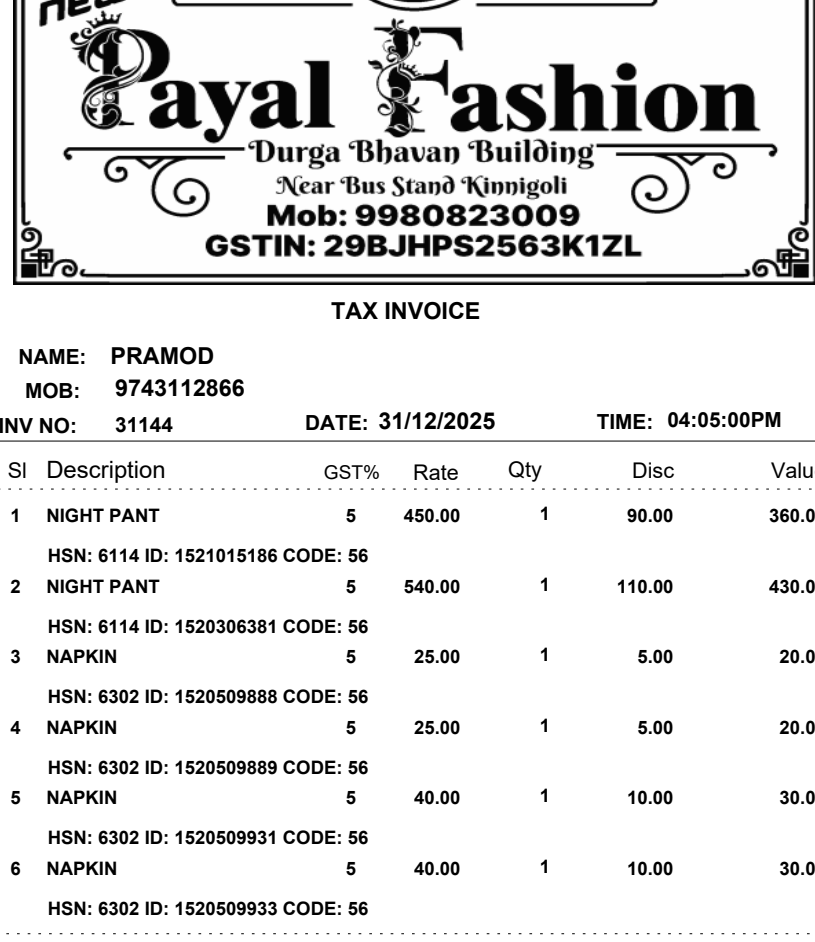 new
Payal Fashion
Durga Bhavan Building
Near Bus Stand Kinnigoli
Mob: 9980823009
GSTIN: 29BJHPS2563K1ZL
TAX INVOICE
NAME: PRAMOD
MOB: 9743112866
INV NO: 31144 DATE: 31/12/2025 TIME: 04:05:00PM
Sl Description GST% Rate Qty Disc Valu
1 NIGHT PANT 5 450.00 1 90.00 360.0
HSN: 6114 ID: 1521015186 CODE: 56
2 NIGHT PANT 5 540.00 1 110.00 430.0
HSN: 6114 ID: 1520306381 CODE: 56
3 NAPKIN 5 25.00 1 5.00 20.0
HSN: 6302 ID: 1520509888 CODE: 56
4 NAPKIN 5 25.00 1 5.00 20.0
HSN: 6302 ID: 1520509889 CODE: 56
5 NAPKIN 5 40.00 1 10.00 30.0
HSN: 6302 ID: 1520509931 CODE: 56
6 NAPKIN 5 40.00 1 10.00 30.0
HSN: 6302 ID: 1520509933 CODE: 56